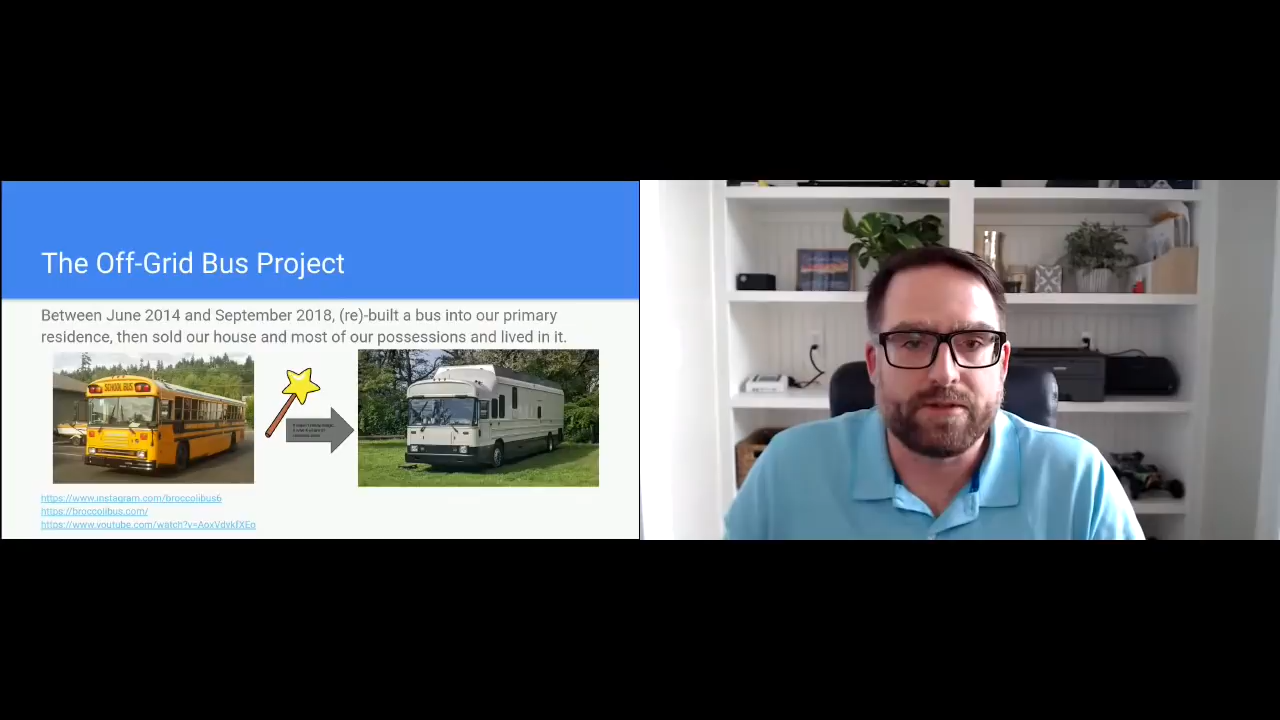 The Off-Grid Bus Project
Between June 2014 and September 2018, (re)-built a bus into our primary
residence, then sold our house and most of our possessions and lived in it.
SCHOOL BUS
https://www.instagram.com/broccolibus6
https://broccolibus.com/